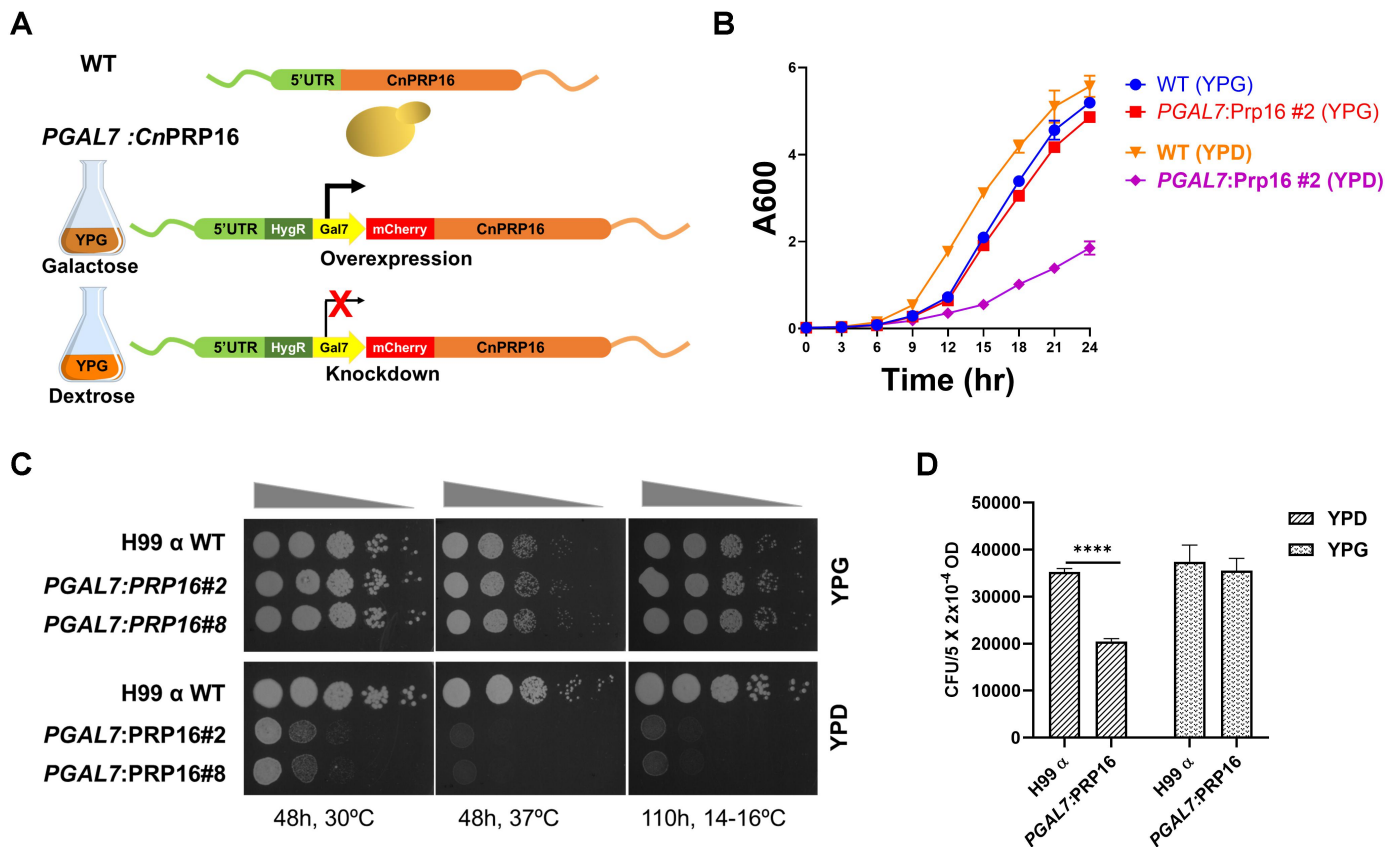 A
WT
5'UTR CnPRP16
PGAL7 :CnPRP16
YPG
Galactose
5'UTR HygR Gal7 mCherry CnPRP16
Overexpression
X
YPG
Dextrose
5'UTR HygR Gal7 mCherry CnPRP16
Knockdown
B
A600
6
4
2
0
0 3 6 9 12 15 18 21 24
Time (hr)
WT (YPG)
PGAL7:Prp16 #2 (YPG)
WT (YPD)
PGAL7:Prp16 #2 (YPD)
C
H99 α WT
PGAL7:PRP16#2
PGAL7:PRP16#8
YPG
H99 α WT
PGAL7:PRP16#2
PGAL7:PRP16#8
YPD
48h, 30ºC
48h, 37ºC
110h, 14-16ºC
D
CFU/5 X 2x10⁻⁴ OD
50000
40000
30000
20000
10000
0
****
H99 α
PGAL7:PRP16
H99 α
PGAL7:PRP16
YPD
YPG